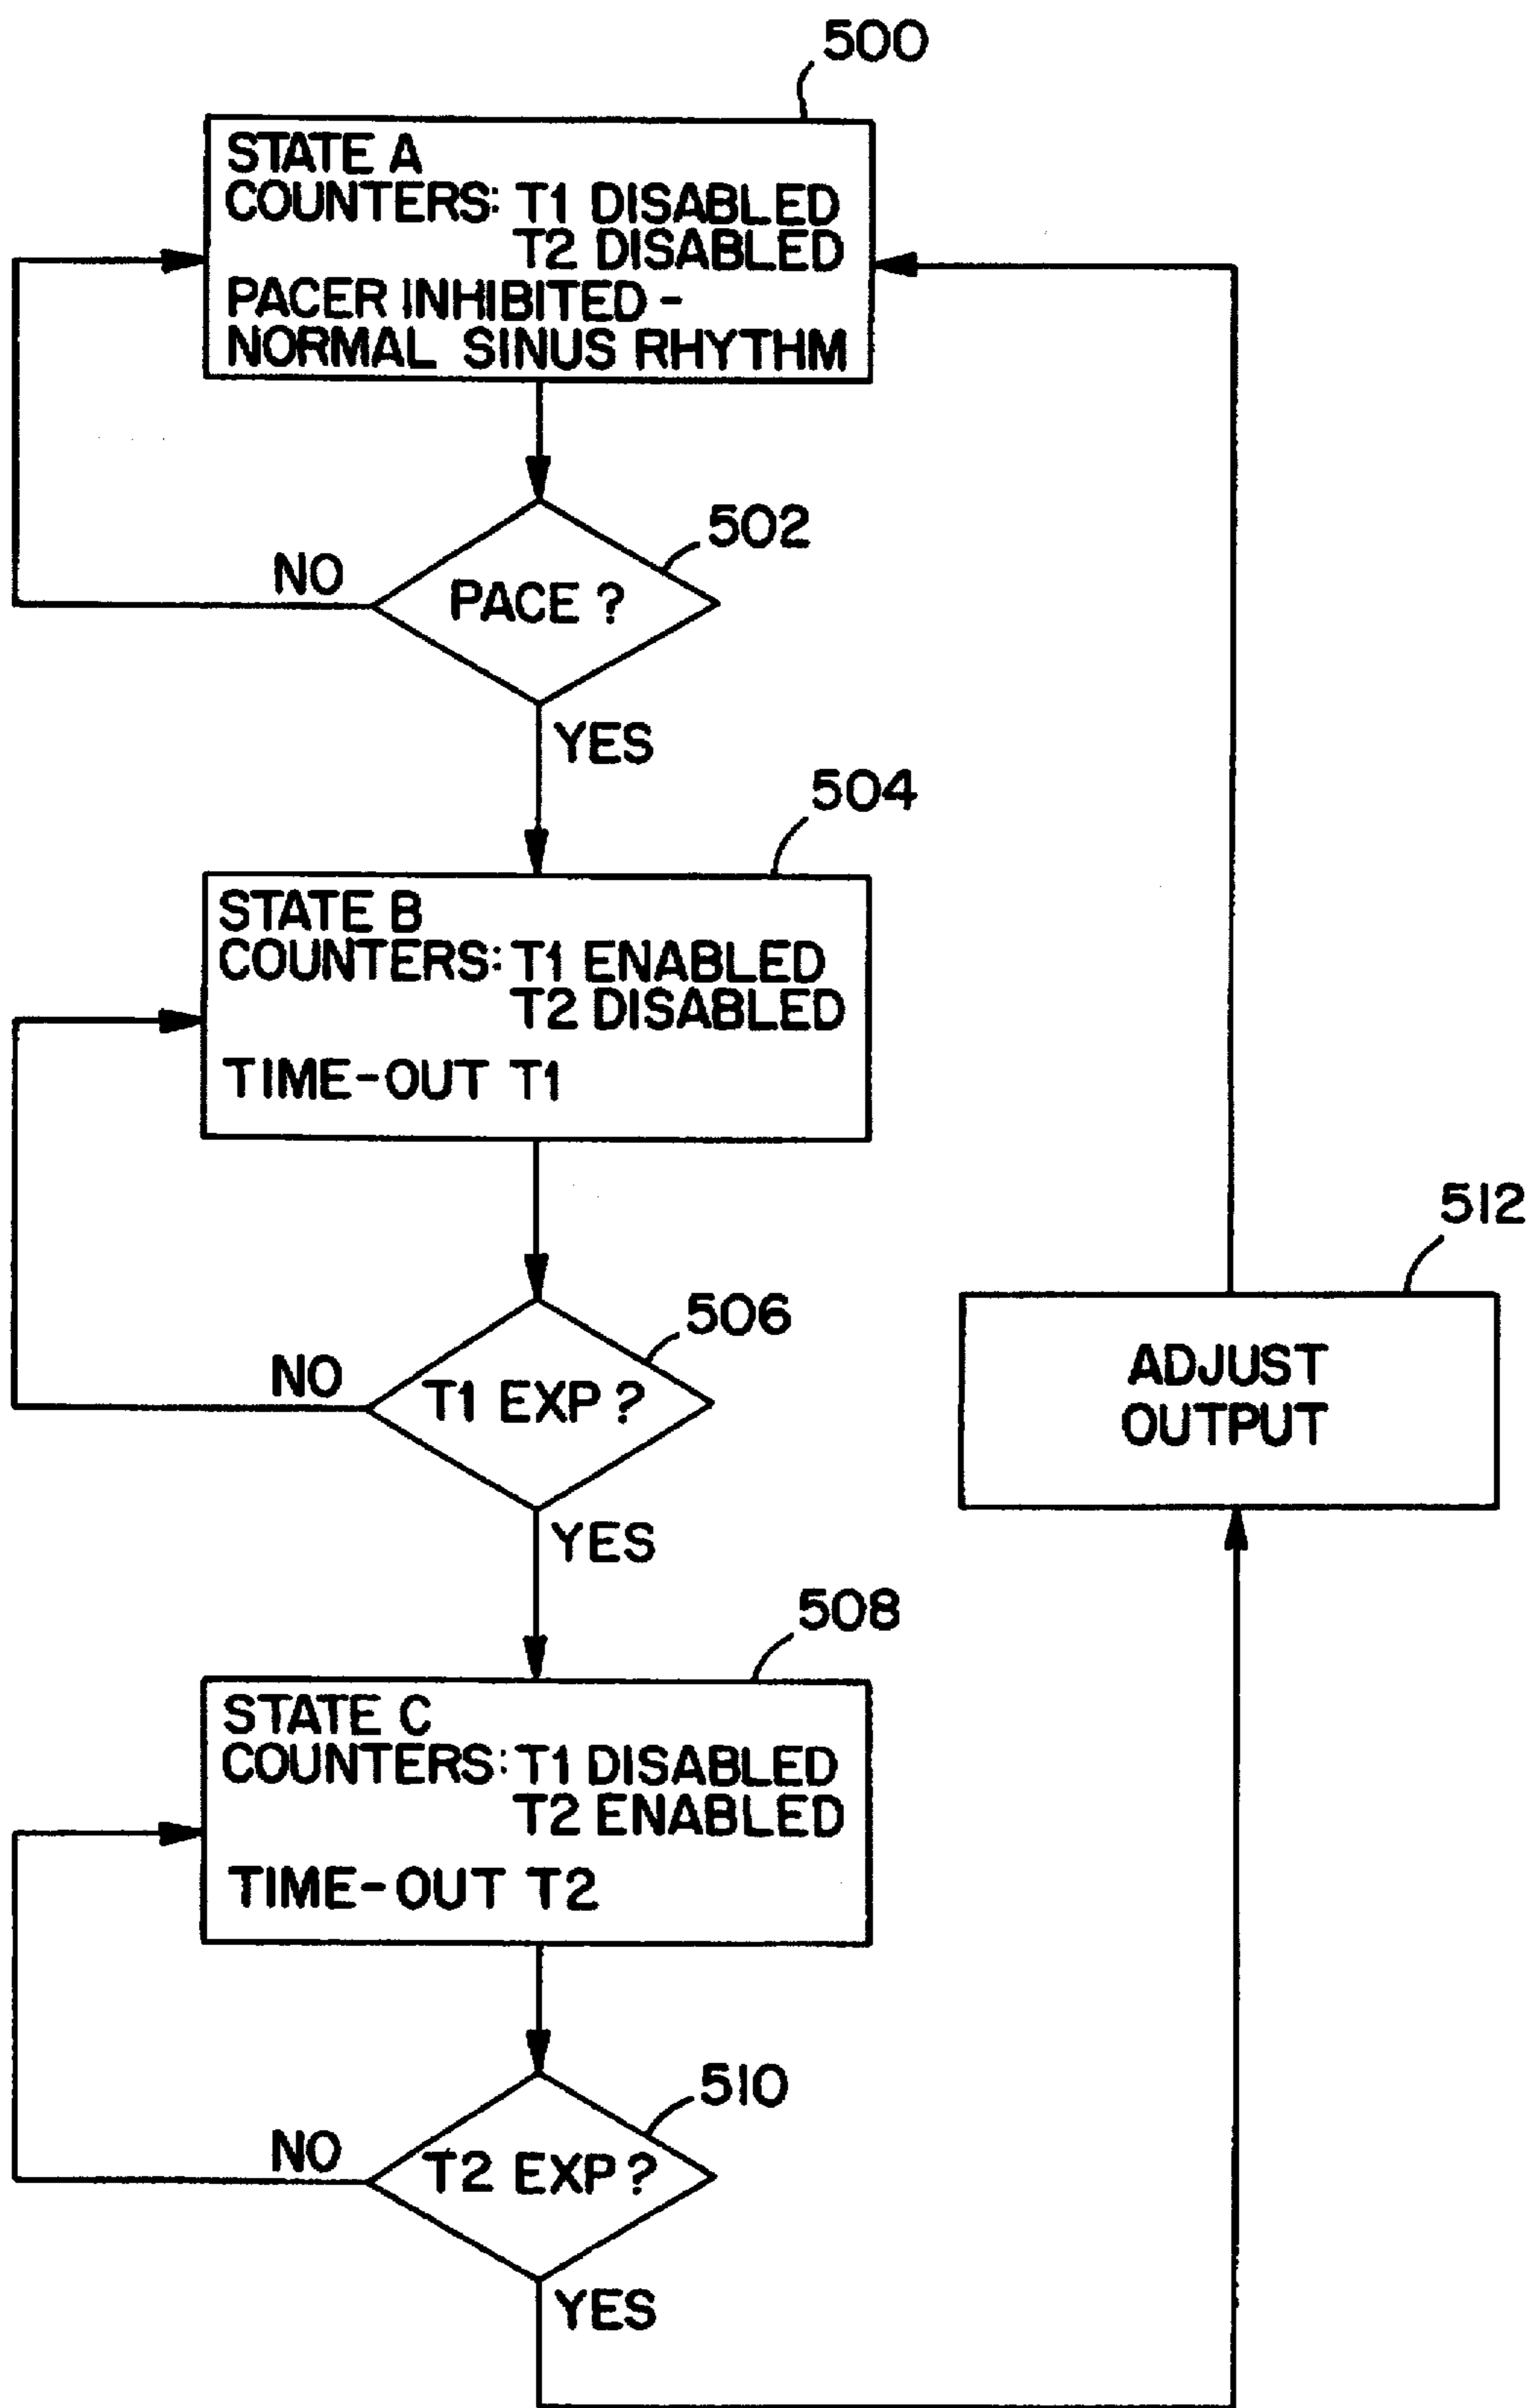 500
STATE A
COUNTERS: T1 DISABLED
T2 DISABLED
PACER INHIBITED -
NORMAL SINUS RHYTHM
502
PACE ?
NO
YES
504
STATE B
COUNTERS: T1 ENABLED
T2 DISABLED
TIME-OUT T1
506
T1 EXP ?
NO
YES
508
STATE C
COUNTERS: T1 DISABLED
T2 ENABLED
TIME-OUT T2
510
T2 EXP ?
NO
YES
512
ADJUST
OUTPUT